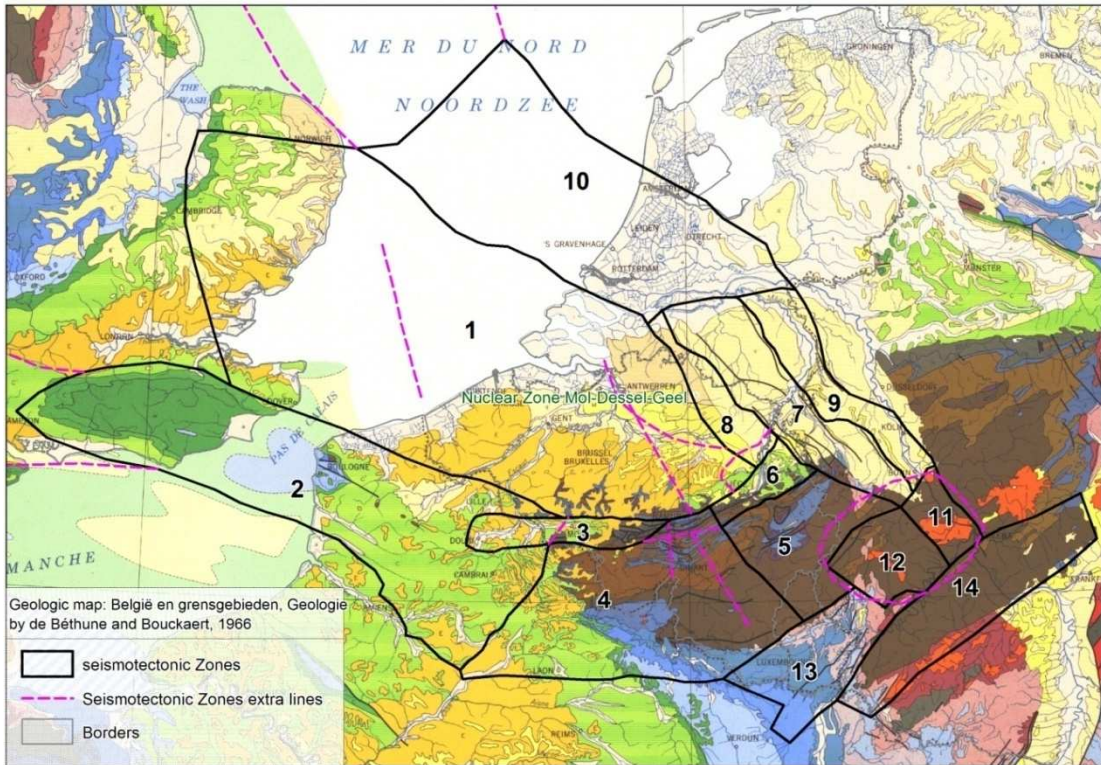 MER DU NORD
NOORDZEE
THE
WASH
GRONINGEN
BREMEN
NORWICH
10
AMSTERDAM
CAMBRIDGE
LEIDEN
UTRECHT
'S GRAVENHAGE
OXFORD
ROTTERDAM
MÜNSTER
1
LONDON
ANTWERPEN
DÜSSELDORF
Nuclear Zone Mol-Dessel-Geel
DOVER
GENT
8
7
9
KÖLN
PAS DE CALAIS
BRUSSEL
BRUXELLES
BOULOGNE
2
6
11
3
5
12
CAMBRAI
14
MANCHE
4
Geologic map: België en grensgebieden, Geologie
by de Béthune and Bouckaert, 1966
AMIENS
seismotectonic Zones
LAON
13
Seismotectonic Zones extra lines
Borders
REIMS
VERDUN